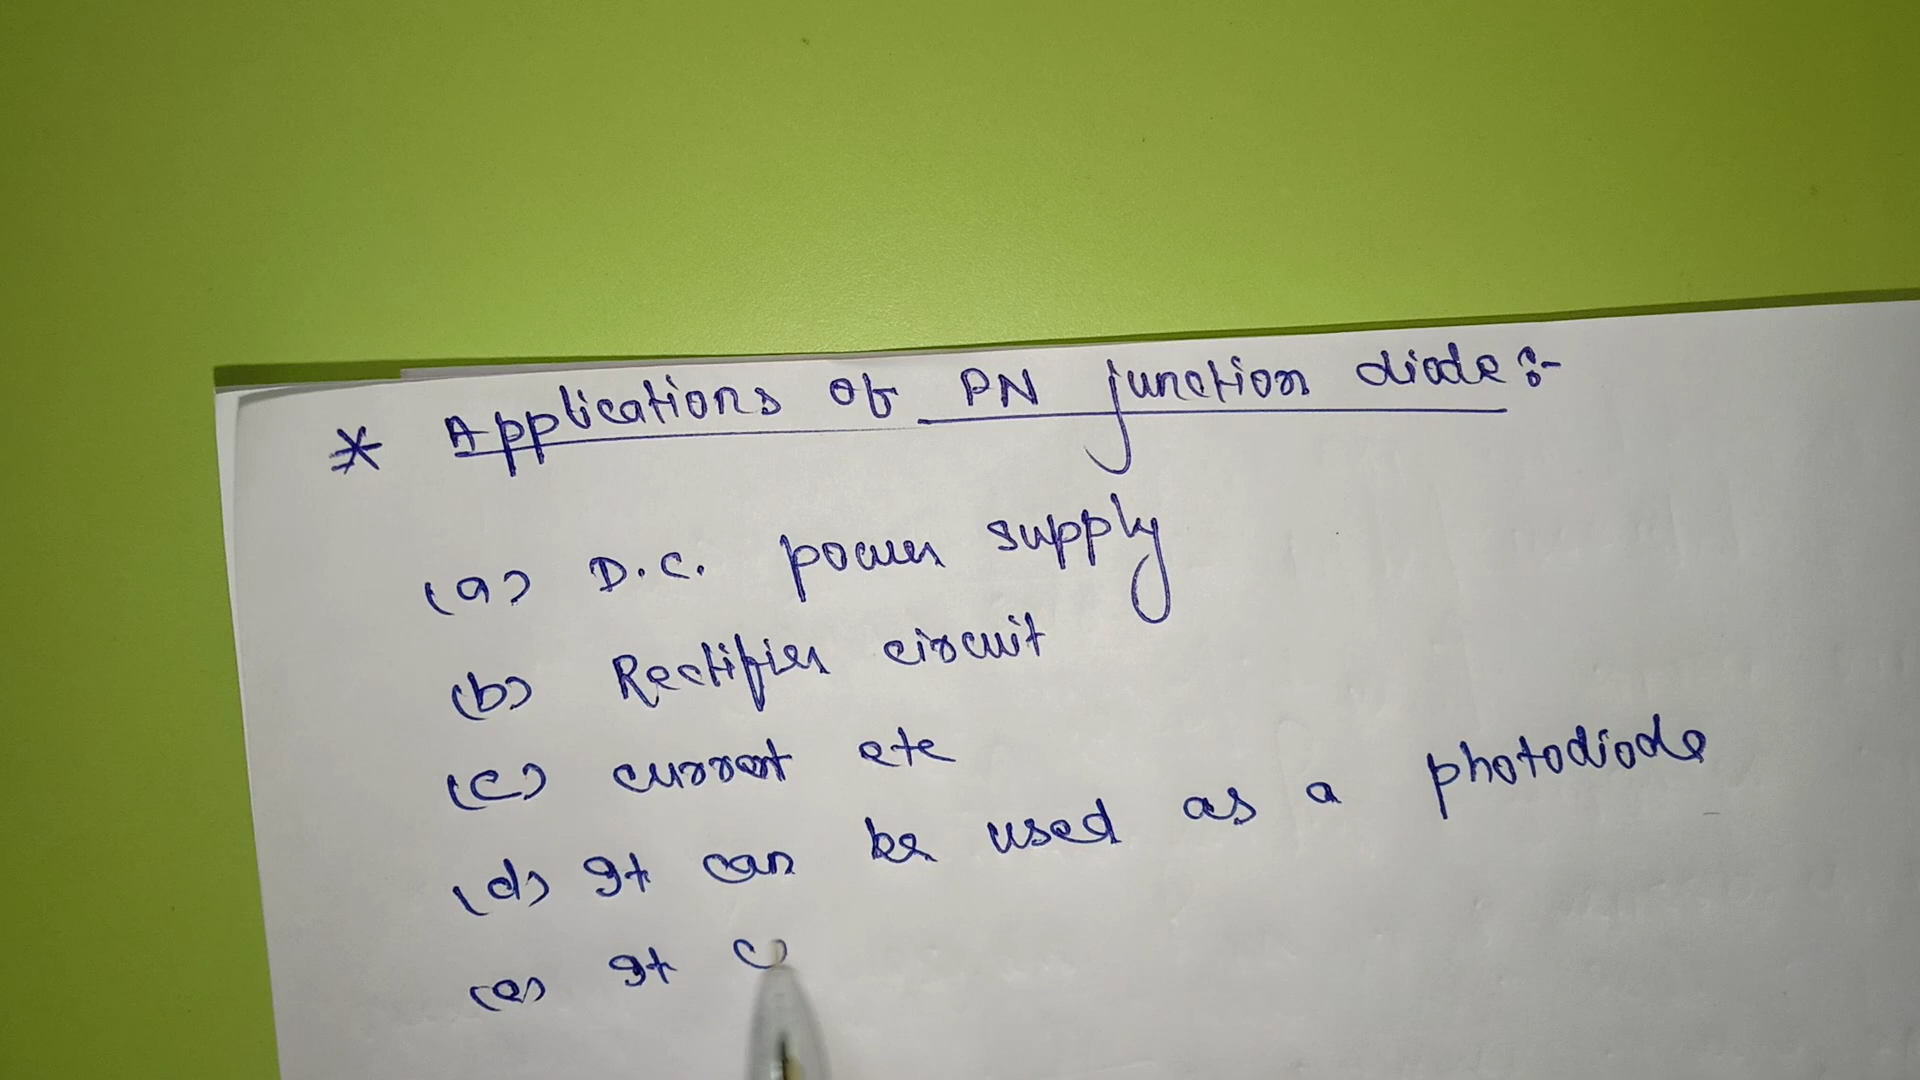 * Applications of PN junction diode :-
(a) D.C. power supply
(b) Rectifier circuit
(c) current etc
(d) It can be used as a photodiode
(e) It